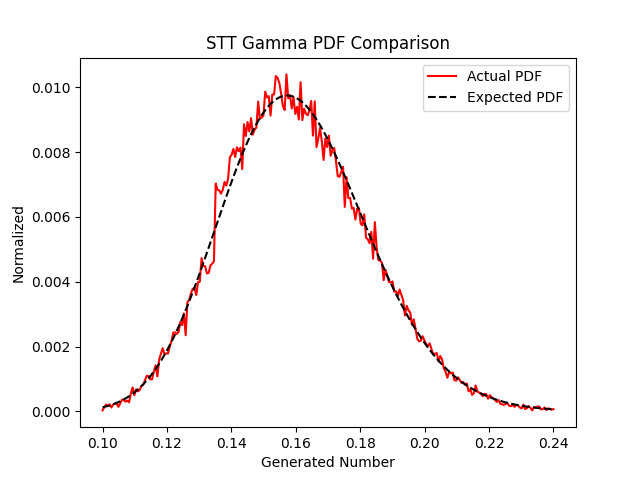 STT Gamma PDF Comparison
Actual PDF
Expected PDF
Normalized
0.010
0.008
0.006
0.004
0.002
0.000
0.10 0.12 0.14 0.16 0.18 0.20 0.22 0.24
Generated Number